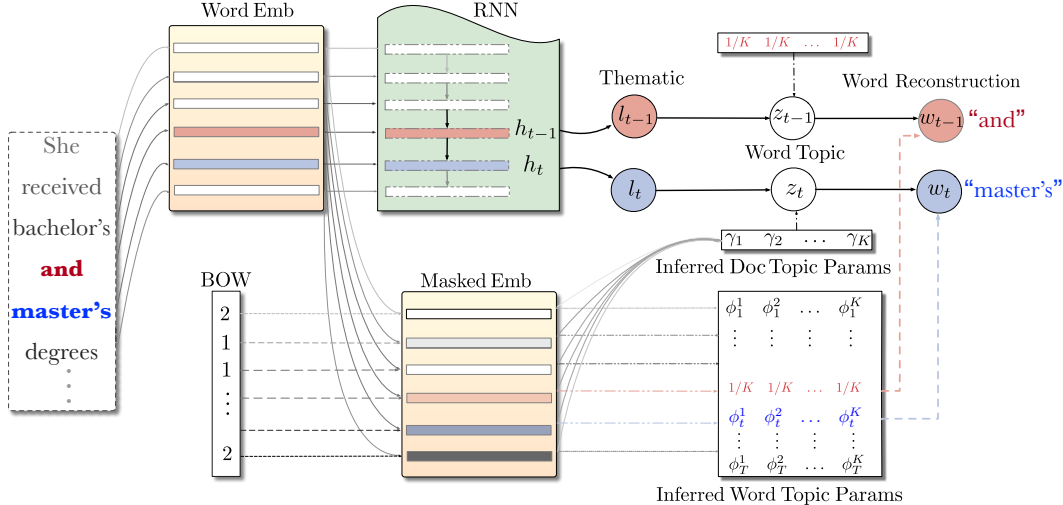 Word Emb
RNN
1/K 1/K ... 1/K
Thematic
Word Reconstruction
She
received
bachelor's
and
master's
degrees
h_{t-1}
h_t
l_{t-1}
l_t
z_{t-1}
Word Topic
z_t
w_{t-1} “and”
w_t “master's”
γ_1 γ_2 ... γ_K
Inferred Doc Topic Params
BOW
2
1
1
⋮
2
Masked Emb
ϕ_1^1 ϕ_1^2 ... ϕ_1^K
⋮ ⋮ ⋮ ⋮
1/K 1/K ... 1/K
ϕ_t^1 ϕ_t^2 ... ϕ_t^K
⋮ ⋮ ⋮ ⋮
ϕ_T^1 ϕ_T^2 ... ϕ_T^K
Inferred Word Topic Params